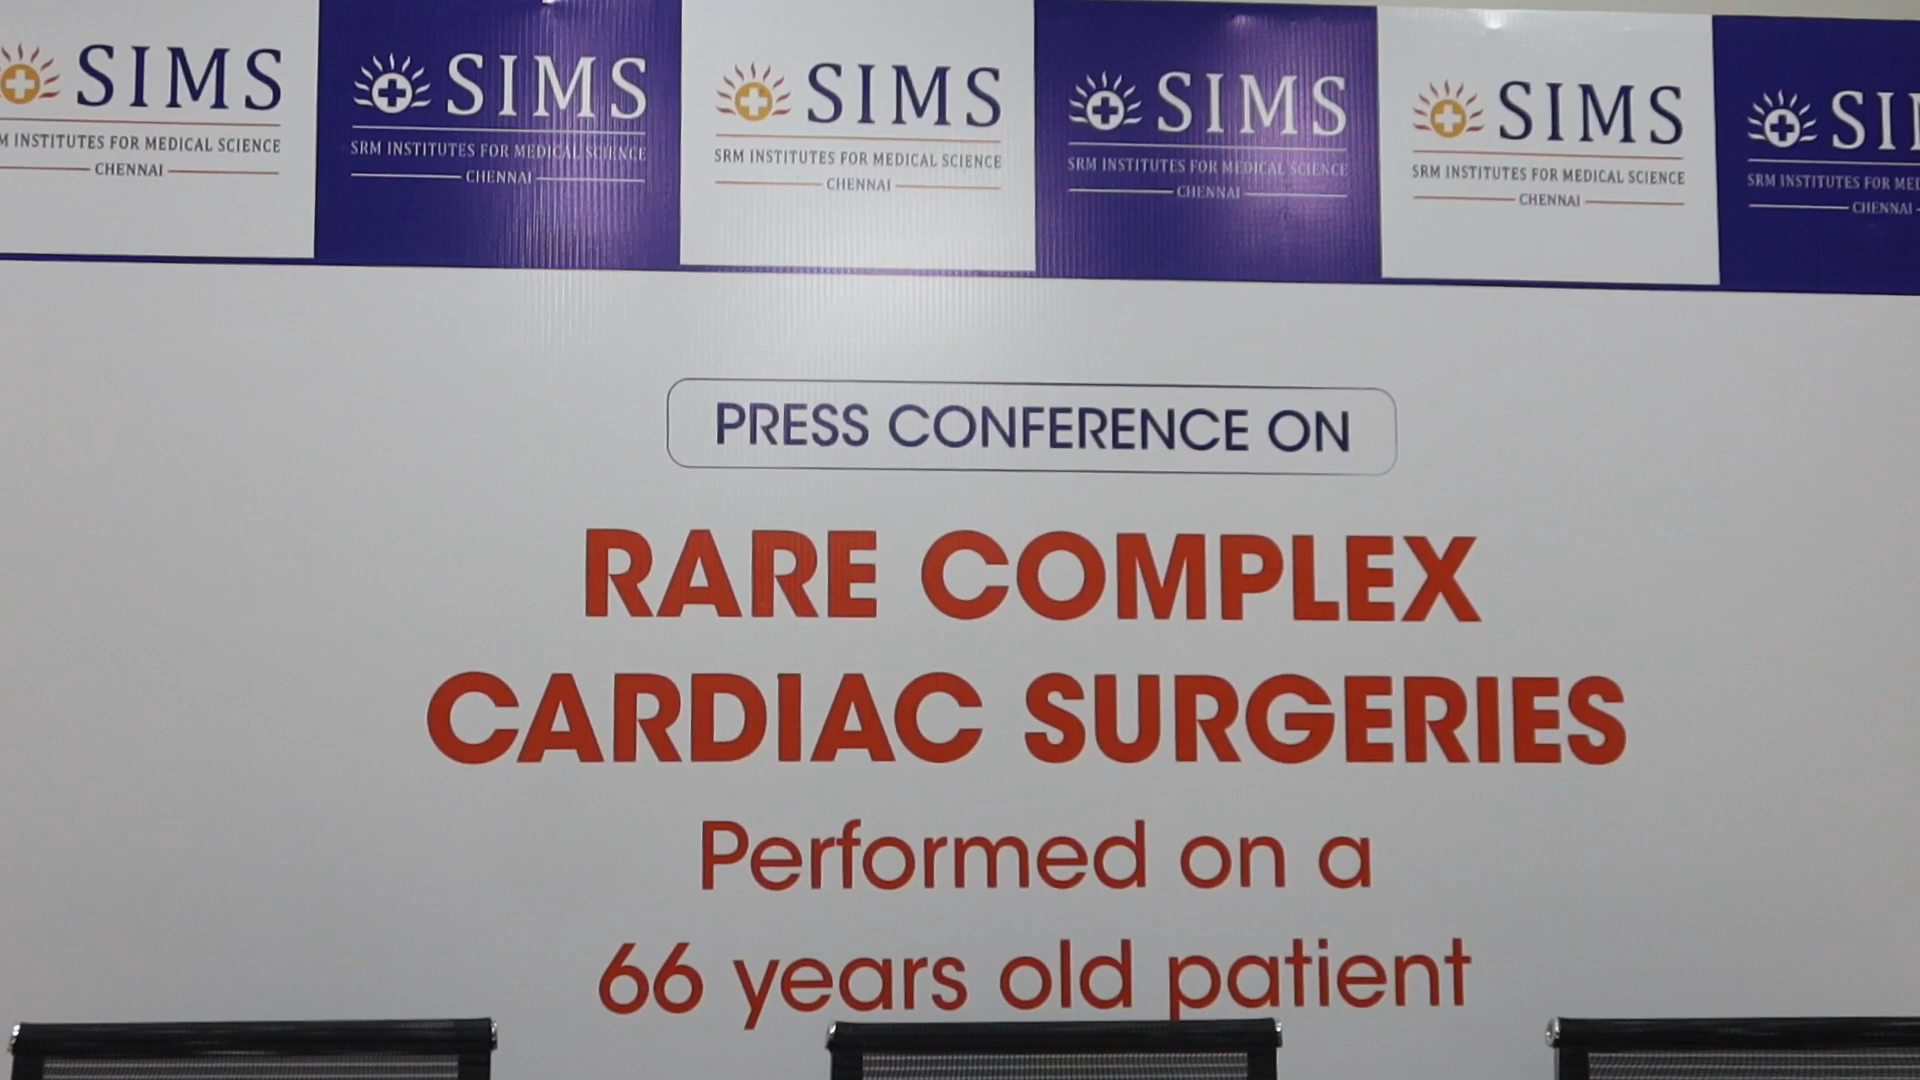 SIMS SIMS SIMS SIMS SIMS
M INSTITUTES FOR MEDICAL SCIENCE SRM INSTITUTES FOR MEDICAL SCIENCE SRM INSTITUTES FOR MEDICAL SCIENCE SRM INSTITUTES FOR MEDICAL SCIENCE SRM INSTITUTES FOR MEDICAL SCIENCE SRM INSTITUTES FOR MED
CHENNAI CHENNAI CHENNAI CHENNAI CHENNAI CHENNAI
PRESS CONFERENCE ON
RARE COMPLEX
CARDIAC SURGERIES
Performed on a
66 years old patient